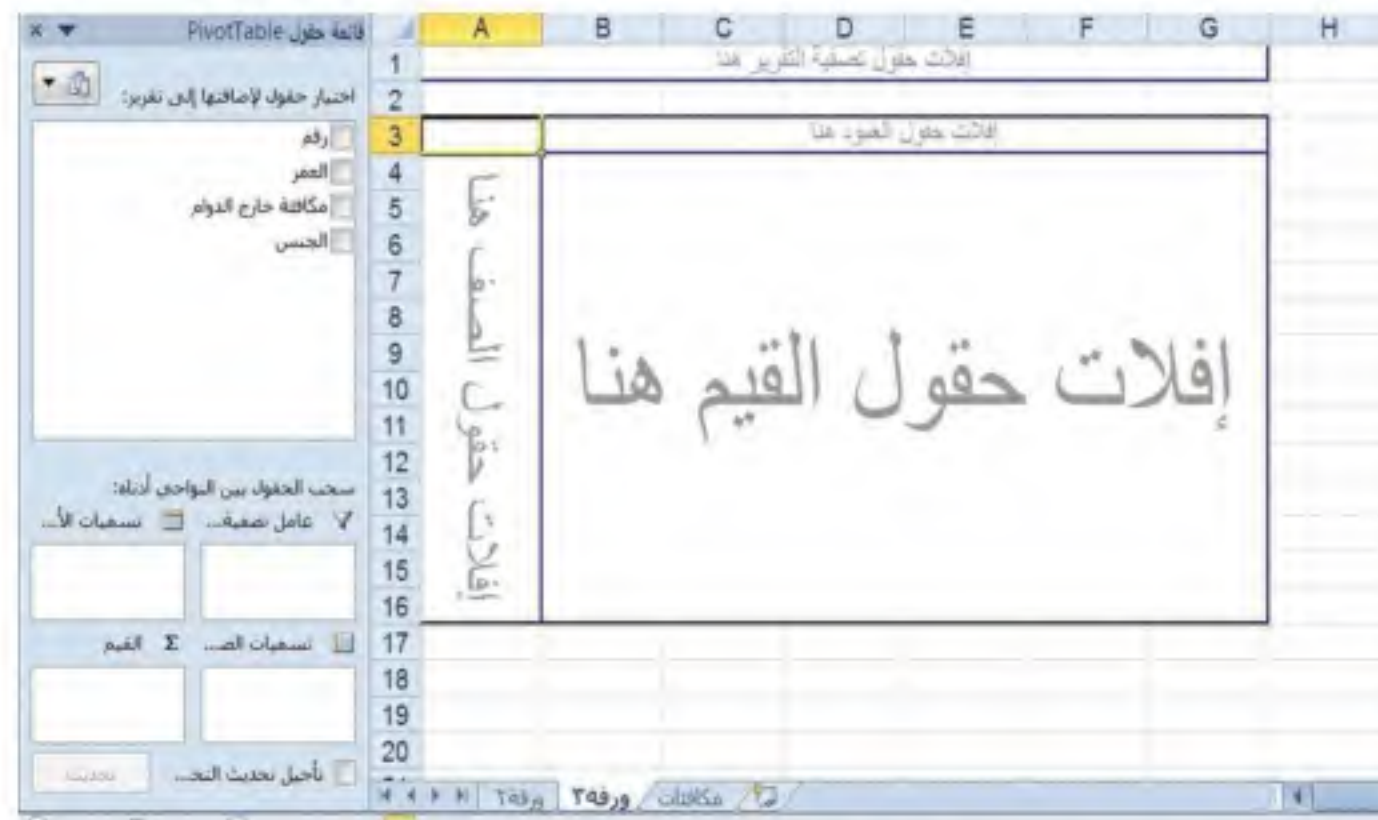 قائمة حقول PivotTable
اختيار حقول لإضافتها إلى تقرير:
رقم
العمر
مكافئة خارج الدوام
الجنس
سحب الحقول بين النواحي أدناه:
عامل تصفية...
تسميات الأ...
تسميات الص...
Σ القيم
تأجيل تحديث التخ...
تحديث
A B C D E F G H
1
2
3
4
5
6
7
8
9
10
11
12
13
14
15
16
17
18
19
20
إفلات حقول تصفية التقرير هنا
إفلات حقول العمود هنا
إفلات حقول الصف هنا
إفلات حقول القيم هنا
ورقة٢ ورقة٣ مكافئات